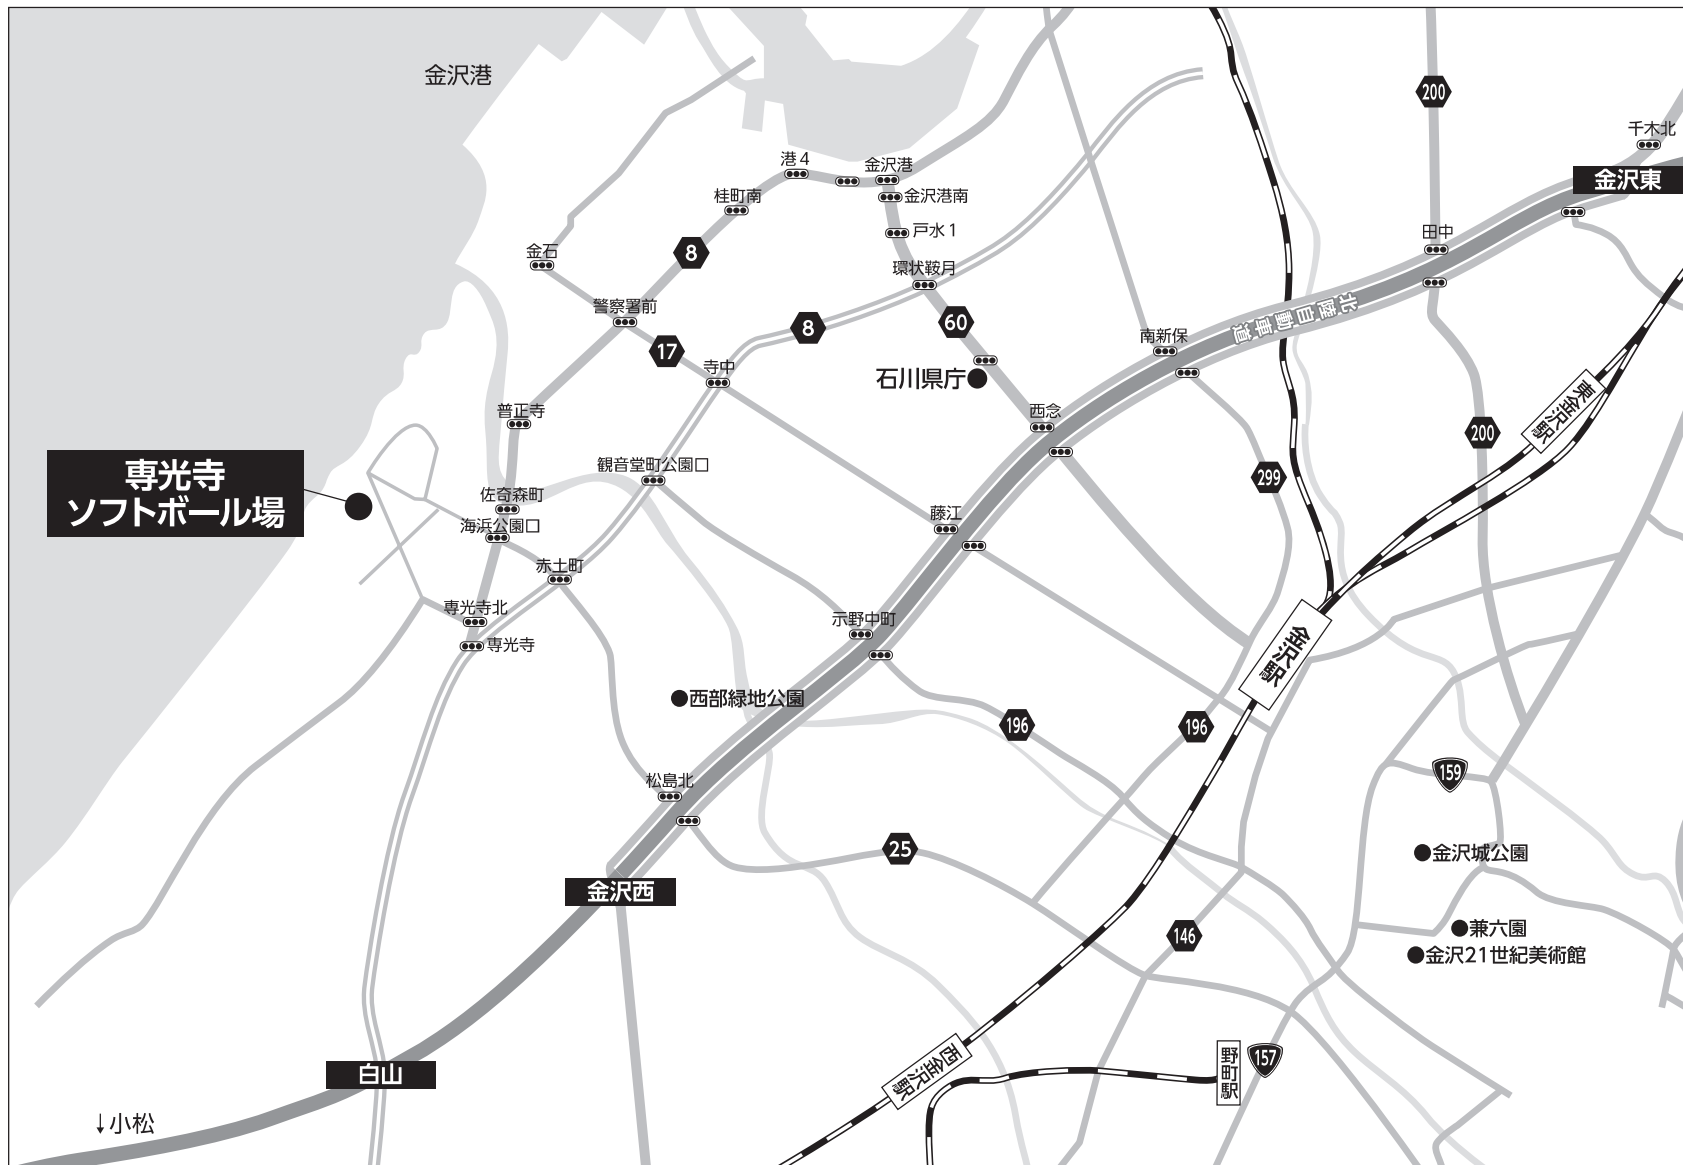 金沢港
200
千木北
金沢東
港4
金沢港
桂町南
金沢港南
戸水1
田中
金石
8
環状鞍月
警察署前
8
60
北陸自動車道
17
寺中
石川県庁
南新保
東金沢駅
普正寺
西念
200
専光寺
ソフトボール場
観音堂町公園口
299
佐奇森町
海浜公園口
藤江
赤土町
専光寺北
専光寺
示野中町
金沢駅
西部緑地公園
196
196
松島北
159
25
金沢城公園
金沢西
146
兼六園
金沢21世紀美術館
西金沢駅
野町駅
157
白山
↓小松